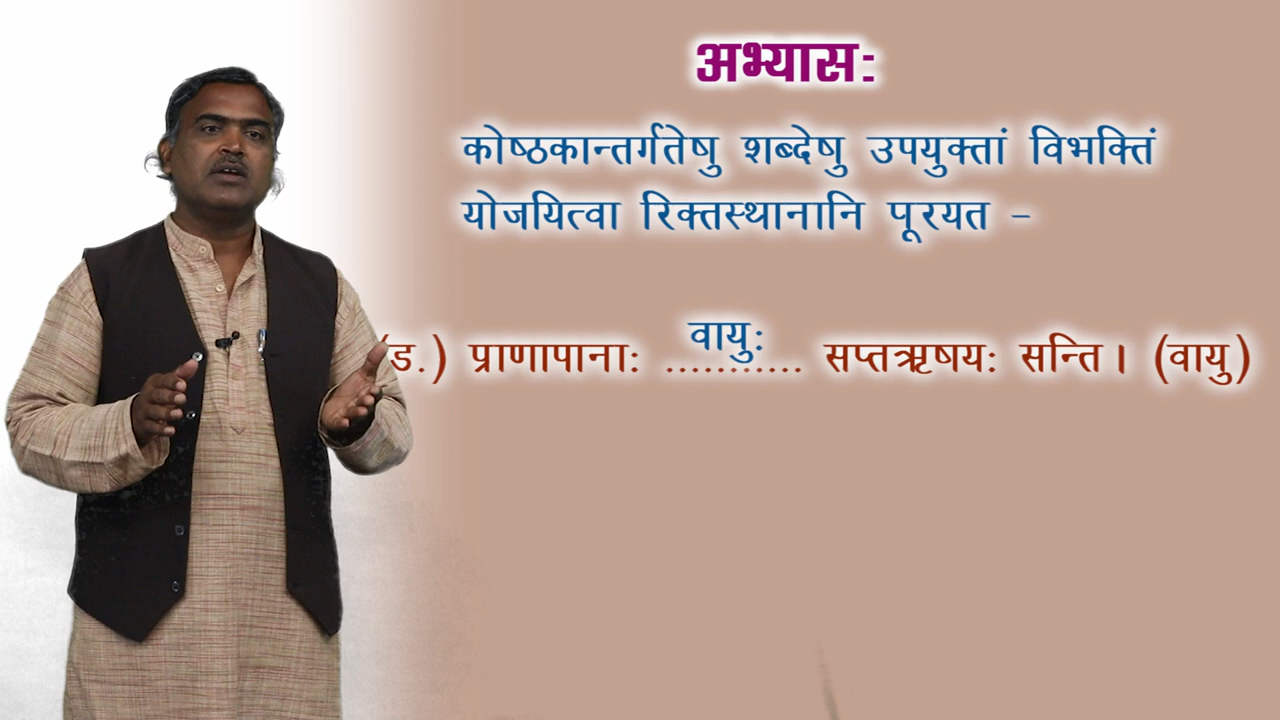 अभ्यासः
कोष्ठकान्तर्गतेषु शब्देषु उपयुक्तां विभक्तिं
योजयित्वा रिक्तस्थानानि पूरयत –
वायुः
(ड.) प्राणापानाः ........... सप्तऋषयः सन्ति। (वायु)